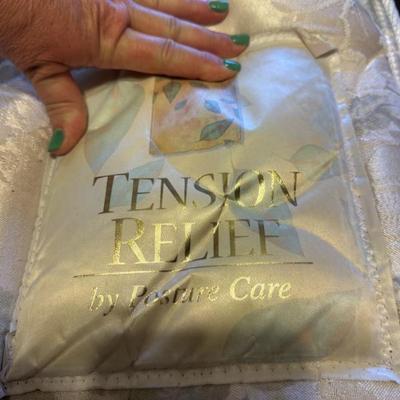 TENSION
RELIEF
by Posture Care